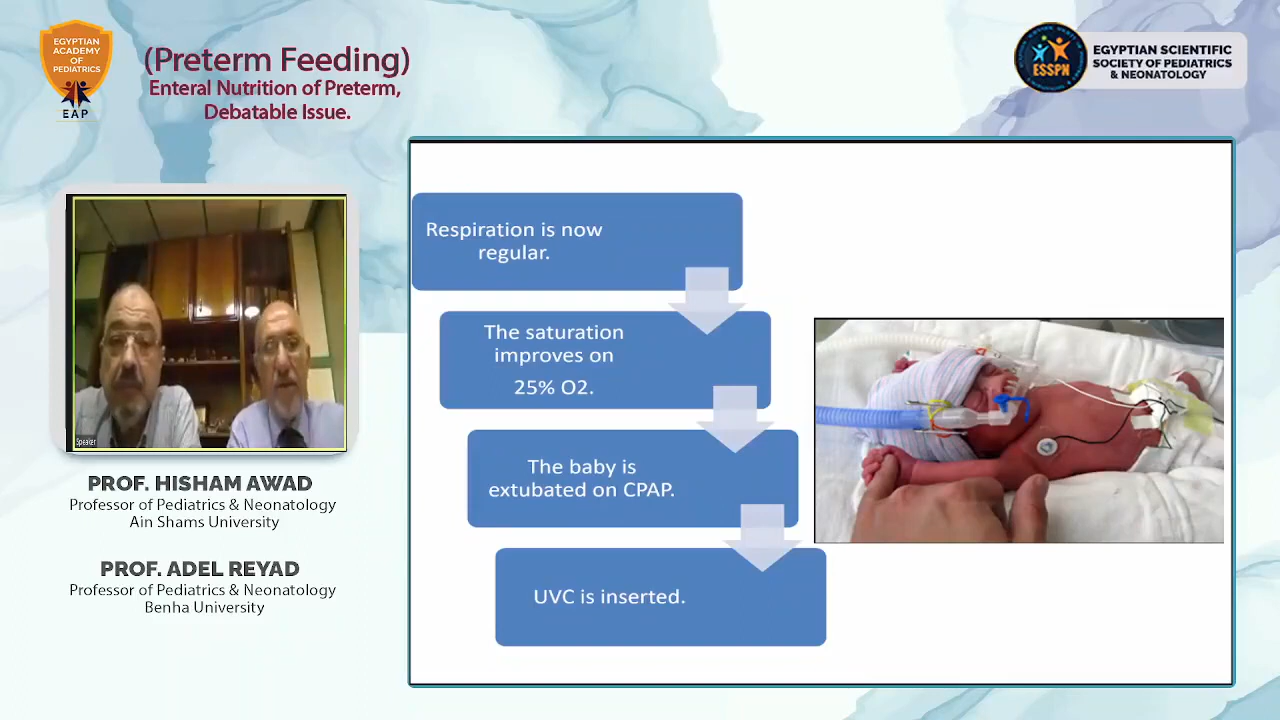 EGYPTIAN
ACADEMY
OF
PEDIATRICS
EAP
(Preterm Feeding)
Enteral Nutrition of Preterm,
Debatable Issue.
ESSPN
EGYPTIAN SCIENTIFIC
SOCIETY OF PEDIATRICS
& NEONATOLOGY
Speaker
PROF. HISHAM AWAD
Professor of Pediatrics & Neonatology
Ain Shams University
PROF. ADEL REYAD
Professor of Pediatrics & Neonatology
Benha University
Respiration is now
regular.
The saturation
improves on
25% O2.
The baby is
extubated on CPAP.
UVC is inserted.